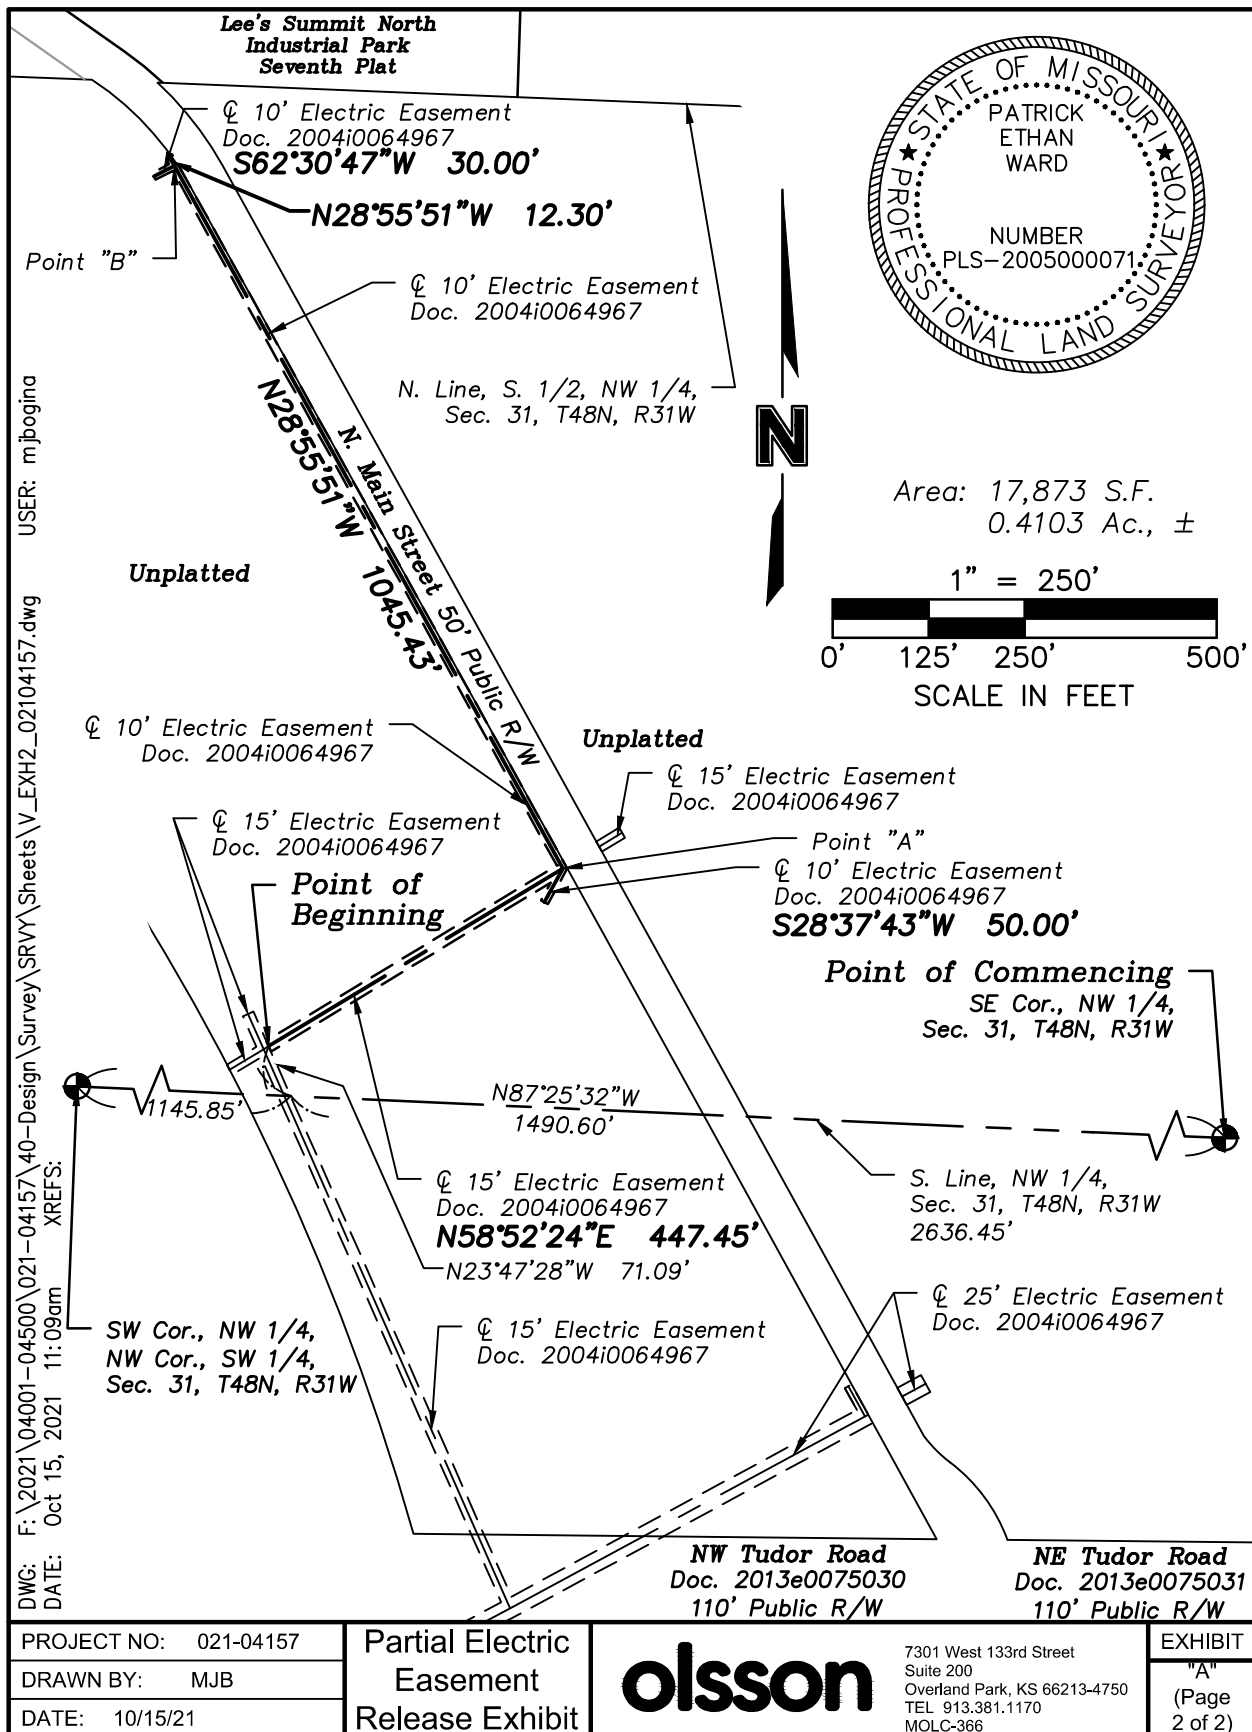 Lee's Summit North
Industrial Park
Seventh Plat
℄ 10' Electric Easement
Doc. 2004i0064967
S62°30'47"W 30.00'
N28°55'51"W 12.30'
Point "B"
℄ 10' Electric Easement
Doc. 2004i0064967
N. Line, S. 1/2, NW 1/4,
Sec. 31, T48N, R31W
STATE OF MISSOURI
PROFESSIONAL LAND SURVEYOR
PATRICK
ETHAN
WARD
NUMBER
PLS-2005000071
N
Area: 17,873 S.F.
0.4103 Ac., ±
1" = 250'
0' 125' 250' 500'
SCALE IN FEET
N28°55'51"W 1045.43'
N. Main Street 50' Public R/W
Unplatted
℄ 10' Electric Easement
Doc. 2004i0064967
Unplatted
℄ 15' Electric Easement
Doc. 2004i0064967
℄ 15' Electric Easement
Doc. 2004i0064967
Point "A"
℄ 10' Electric Easement
Doc. 2004i0064967
S28°37'43"W 50.00'
Point of
Beginning
Point of Commencing
SE Cor., NW 1/4,
Sec. 31, T48N, R31W
1145.85'
N87°25'32"W
1490.60'
℄ 15' Electric Easement
Doc. 2004i0064967
N58°52'24"E 447.45'
N23°47'28"W 71.09'
S. Line, NW 1/4,
Sec. 31, T48N, R31W
2636.45'
SW Cor., NW 1/4,
NW Cor., SW 1/4,
Sec. 31, T48N, R31W
℄ 15' Electric Easement
Doc. 2004i0064967
℄ 25' Electric Easement
Doc. 2004i0064967
NW Tudor Road
Doc. 2013e0075030
110' Public R/W
NE Tudor Road
Doc. 2013e0075031
110' Public R/W
DWG: F:\2021\04001-04500\021-04157\40-Design\Survey\SRVY\Sheets\V_EXH2_02104157.dwg USER: mjbogina
DATE: Oct 15, 2021 11:09am XREFS:
PROJECT NO: 021-04157
DRAWN BY: MJB
DATE: 10/15/21
Partial Electric
Easement
Release Exhibit
olsson
7301 West 133rd Street
Suite 200
Overland Park, KS 66213-4750
TEL 913.381.1170
MOLC-366
EXHIBIT
"A"
(Page
2 of 2)